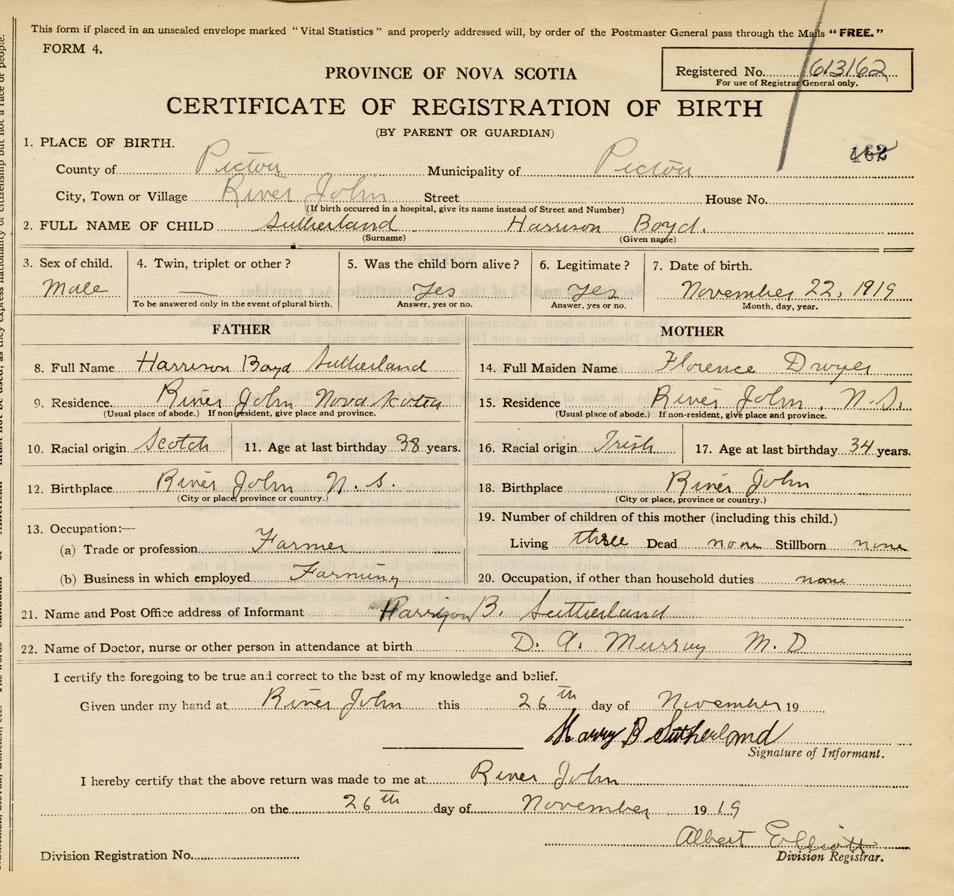 This form if placed in an unsealed envelope marked "Vital Statistics" and properly addressed will, by order of the Postmaster General pass through the Mails "FREE."
FORM 4.
Registered No. 613162
For use of Registrar General only.
PROVINCE OF NOVA SCOTIA
CERTIFICATE OF REGISTRATION OF BIRTH
(BY PARENT OR GUARDIAN)
162
1. PLACE OF BIRTH.
County of Pictou Municipality of Pictou
City, Town or Village River John Street House No.
(If birth occurred in a hospital, give its name instead of Street and Number)
2. FULL NAME OF CHILD Sutherland Harrison Boyd.
(Surname) (Given name)
3. Sex of child. 4. Twin, triplet or other? 5. Was the child born alive? 6. Legitimate? 7. Date of birth.
Male — Yes Yes November 22, 1919
To be answered only in the event of plural birth. Answer, yes or no. Answer, yes or no. Month, day, year.
FATHER MOTHER
8. Full Name Harrison Boyd Sutherland 14. Full Maiden Name Florence Dwyer
9. Residence. River John Nova Scotia 15. Residence River John, N.S.
(Usual place of abode.) If nonresident, give place and province. (Usual place of abode.) If non-resident, give place and province.
10. Racial origin Scotch 11. Age at last birthday 38 years. 16. Racial origin Irish 17. Age at last birthday 34 years.
12. Birthplace River John N.S. 18. Birthplace River John
(City or place, province or country.) (City or place, province or country.)
13. Occupation:— 19. Number of children of this mother (including this child.)
(a) Trade or profession Farmer Living three Dead none Stillborn none
(b) Business in which employed Farming 20. Occupation, if other than household duties none
21. Name and Post Office address of Informant Harrison B. Sutherland
22. Name of Doctor, nurse or other person in attendance at birth D. A. Murray M.D
I certify the foregoing to be true and correct to the best of my knowledge and belief.
Given under my hand at River John this 26th day of November 19
Harry B Sutherland
Signature of Informant.
I hereby certify that the above return was made to me at River John
on the 26th day of November 1919
Albert Elliott
Division Registration No. Division Registrar.